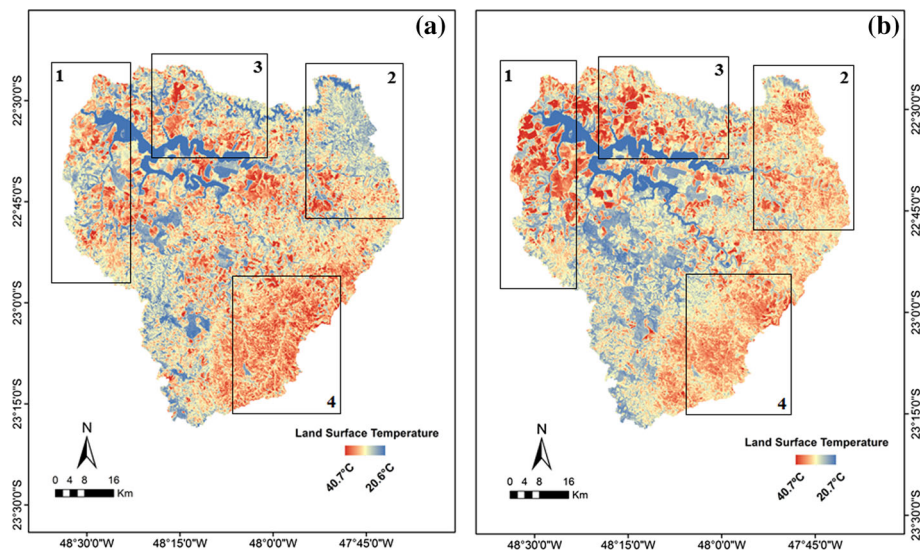 (a)
1
3
2
4
22°30'0"S
22°45'0"S
23°0'0"S
23°15'0"S
23°30'0"S
N
0 4 8 16
Km
Land Surface Temperature
40.7°C
20.6°C
48°30'0"W
48°15'0"W
48°0'0"W
47°45'0"W
(b)
1
3
2
4
N
0 4 8 16
Km
Land Surface Temperature
40.7°C
20.7°C
22°30'0"S
22°45'0"S
23°0'0"S
23°15'0"S
23°30'0"S
48°30'0"W
48°15'0"W
48°0'0"W
47°45'0"W